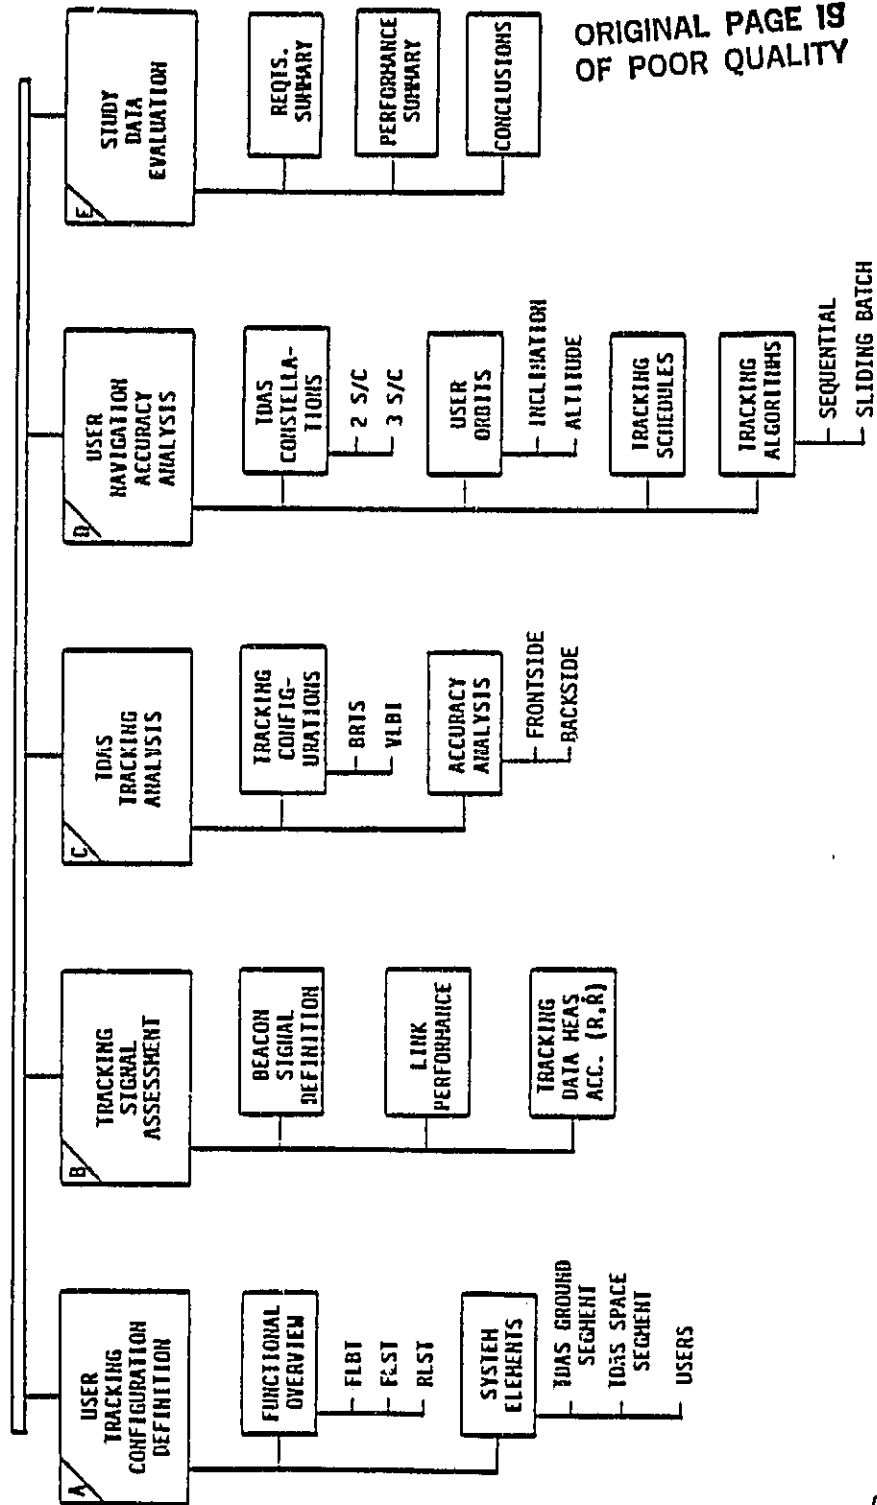 ORIGINAL PAGE IS
OF POOR QUALITY
A
USER
TRACKING
CONFIGURATION
DEFINITION
FUNCTIONAL
OVERVIEW
FLBT
FLST
RLST
SYSTEM
ELEMENTS
TDAS GROUND
SEGMENT
TDAS SPACE
SEGMENT
USERS
B
TRACKING
SIGNAL
ASSESSMENT
BEACON
SIGNAL
DEFINITION
LINK
PERFORMANCE
TRACKING
DATA MEAS
ACC. (R,Ṙ)
C
TDAS
TRACKING
ANALYSIS
TRACKING
CONFIG-
URATIONS
BRTS
VLBI
ACCURACY
ANALYSIS
FRONTSIDE
BACKSIDE
D
USER
NAVIGATION
ACCURACY
ANALYSIS
TDAS
CONSTELLA-
TIONS
2 S/C
3 S/C
USER
ORBITS
INCLINATION
ALTITUDE
TRACKING
SCHEDULES
TRACKING
ALGORITHMS
SEQUENTIAL
SLIDING BATCH
E
STUDY
DATA
EVALUATION
REQTS.
SUMMARY
PERFORMANCE
SUMMARY
CONCLUSIONS